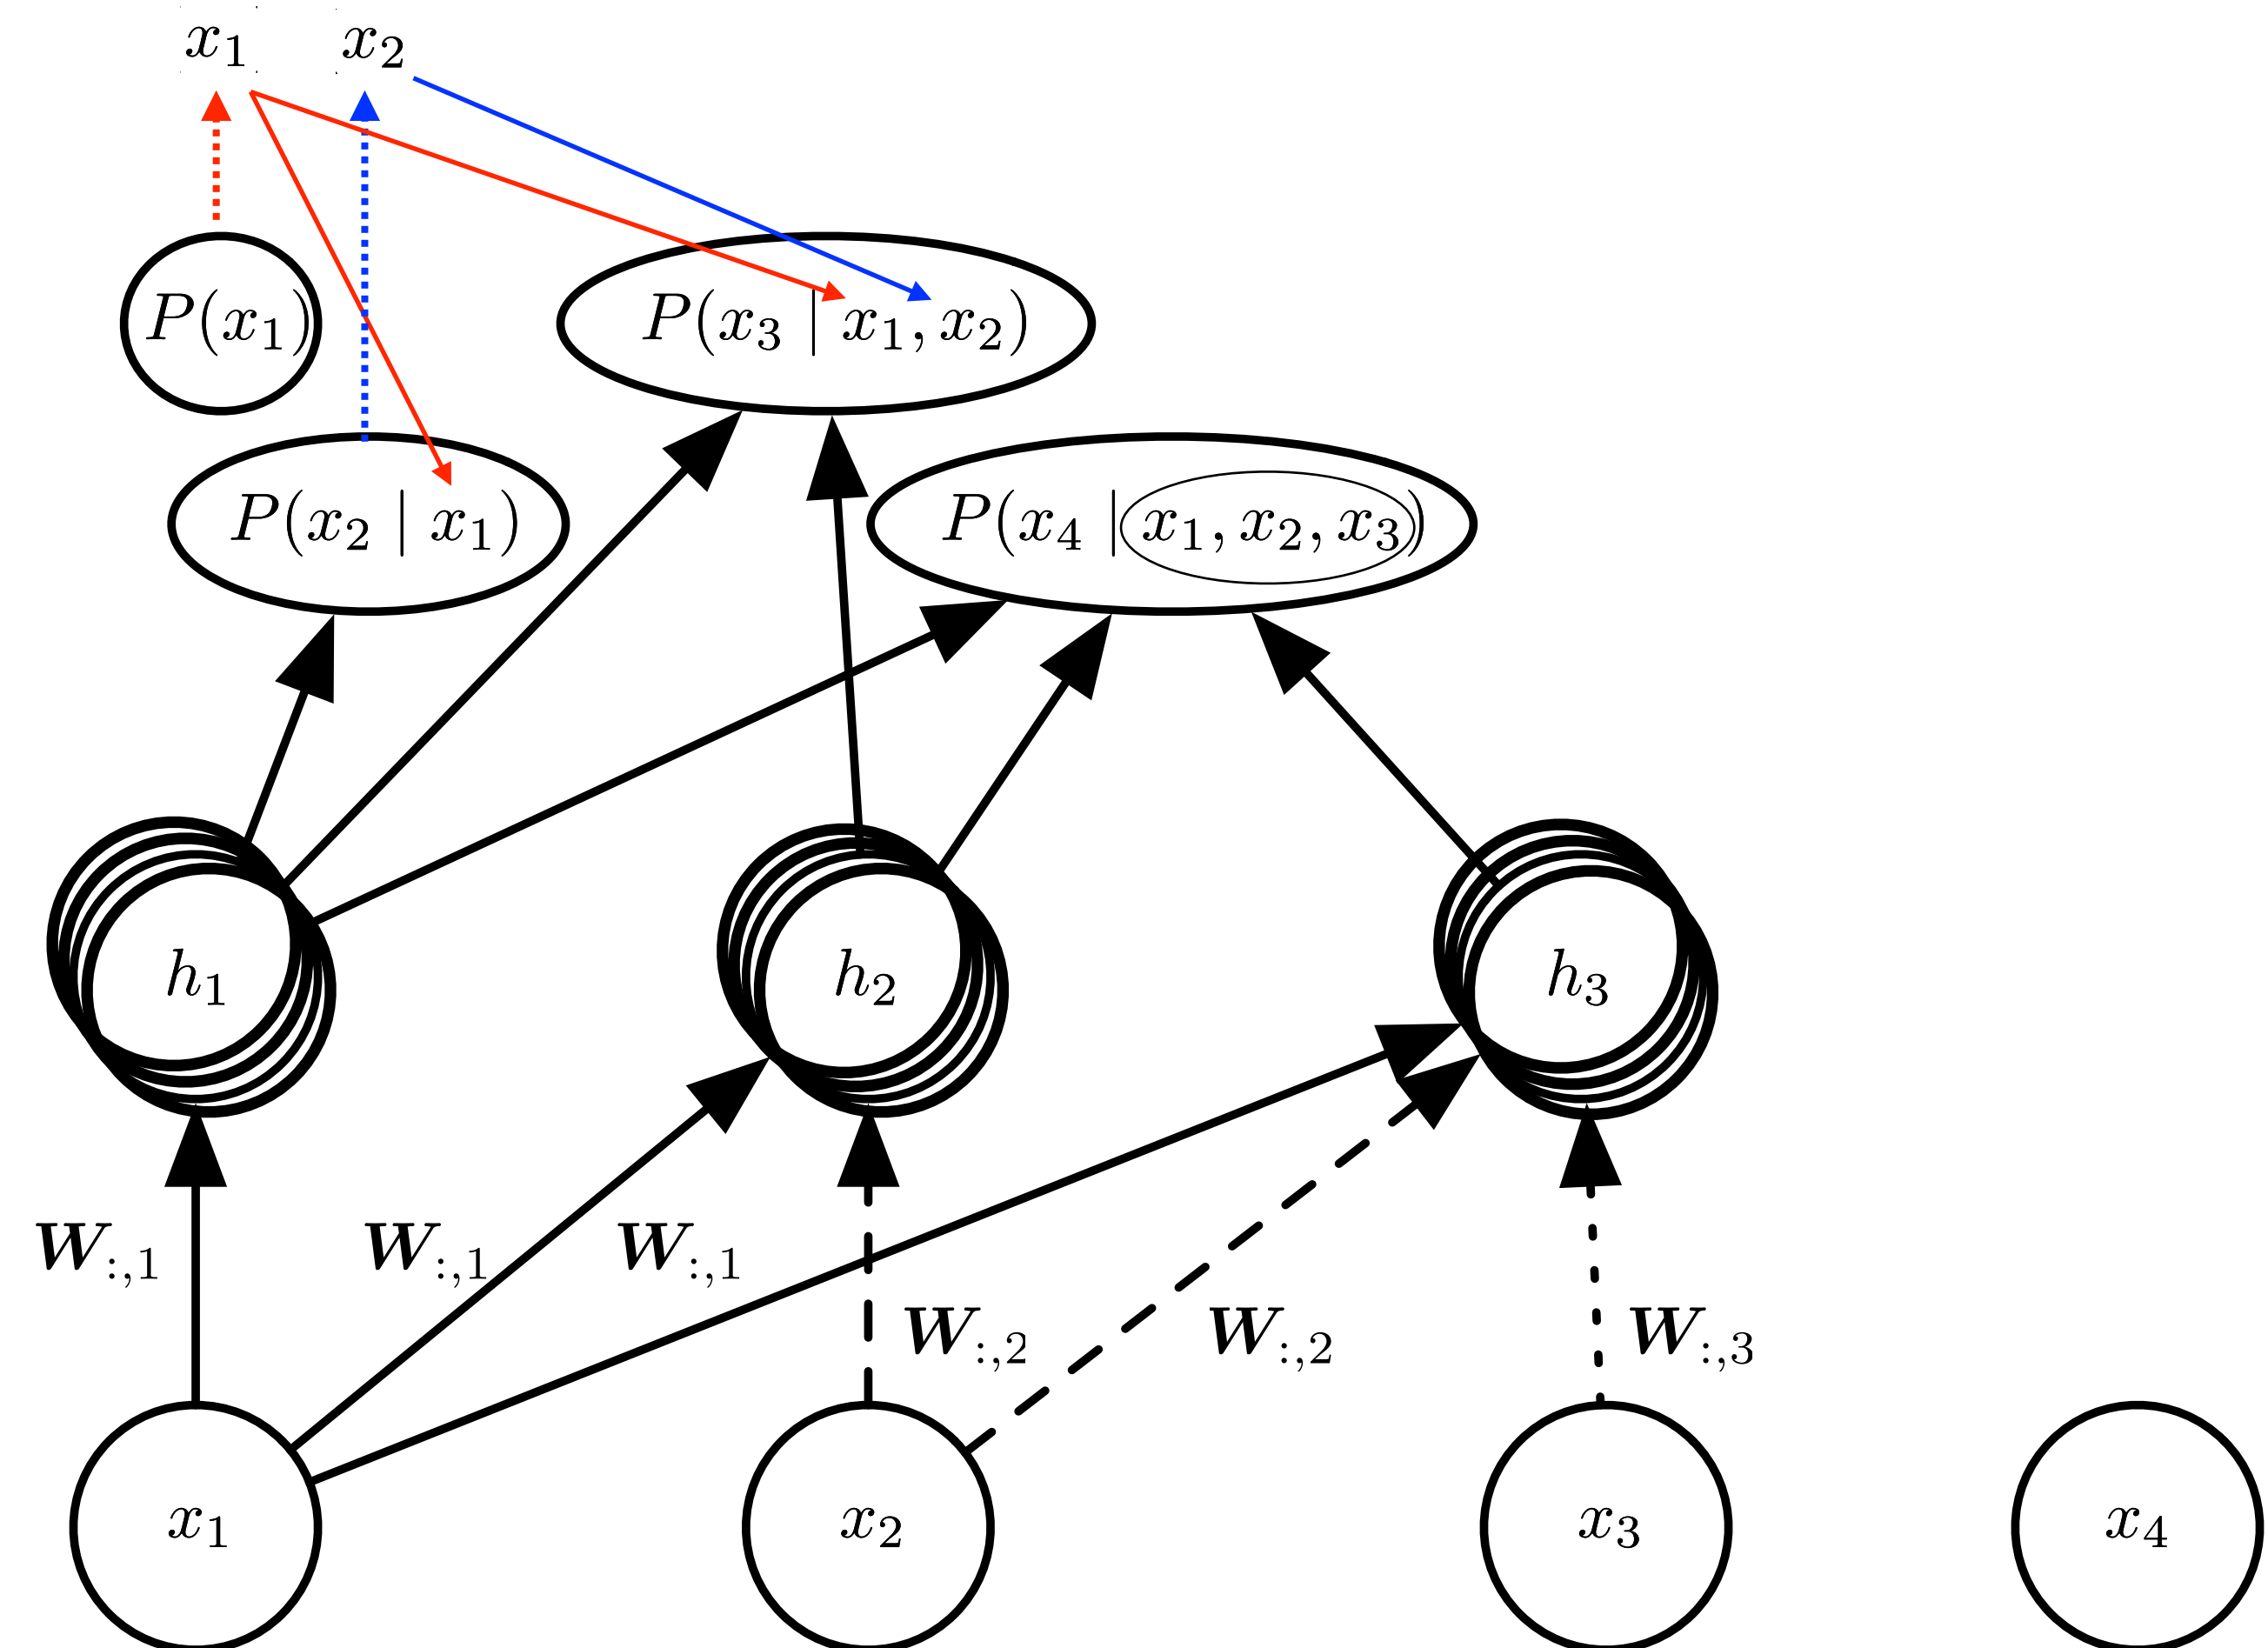 x₁ x₂
P(x₁) P(x₃ | x₁, x₂)
P(x₂ | x₁) P(x₄ | x₁, x₂, x₃)
h₁ h₂ h₃
W:,1 W:,1 W:,1
W:,2 W:,2 W:,3
x₁ x₂ x₃ x₄